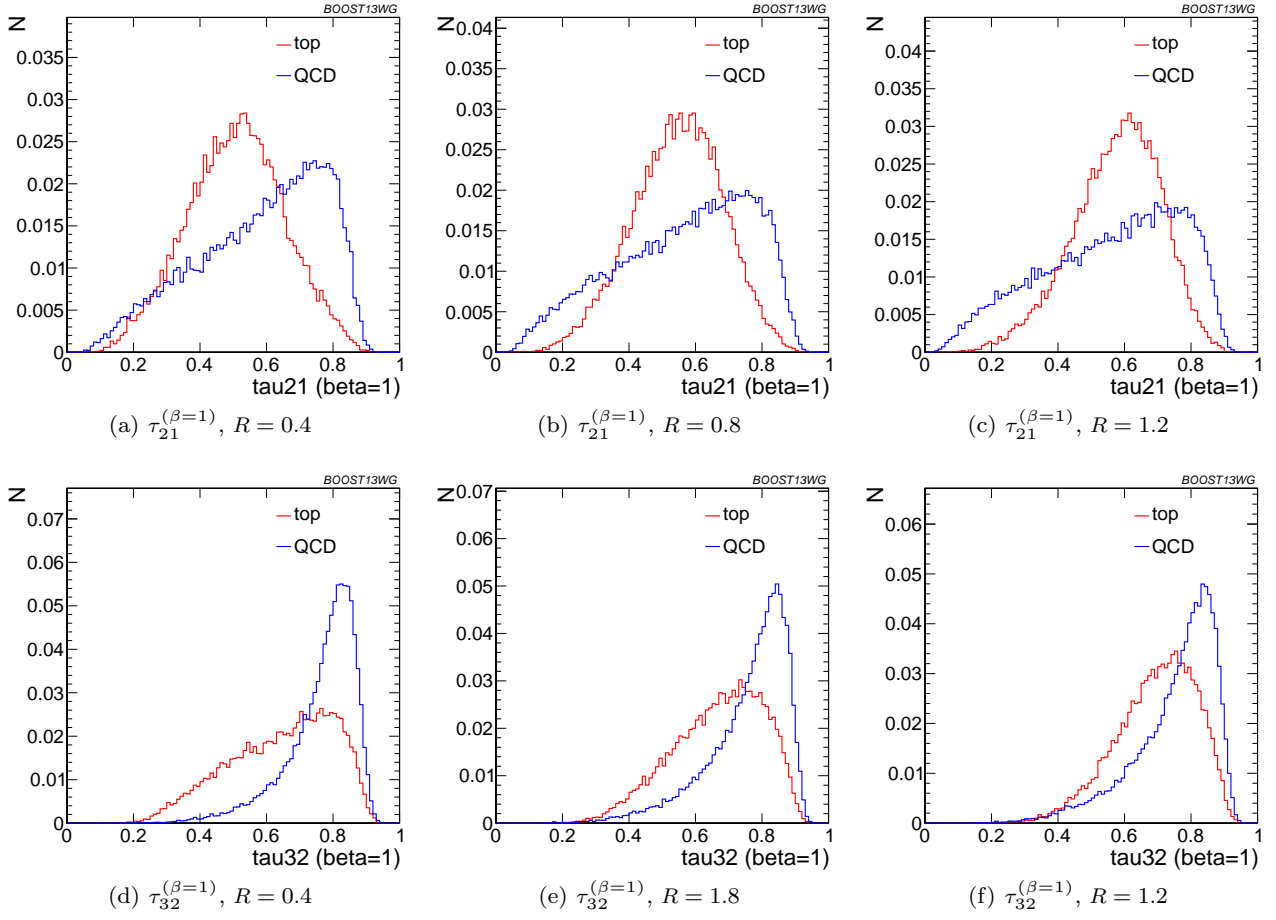 BOOST13WG
N
top
QCD
0.035
0.03
0.025
0.02
0.015
0.01
0.005
0
0 0.2 0.4 0.6 0.8 1
tau21 (beta=1)
(a) τ₂₁^(β=1), R = 0.4
BOOST13WG
N
top
QCD
0.04
0.035
0.03
0.025
0.02
0.015
0.01
0.005
0
0 0.2 0.4 0.6 0.8 1
tau21 (beta=1)
(b) τ₂₁^(β=1), R = 0.8
BOOST13WG
N
top
QCD
0.04
0.035
0.03
0.025
0.02
0.015
0.01
0.005
0
0 0.2 0.4 0.6 0.8 1
tau21 (beta=1)
(c) τ₂₁^(β=1), R = 1.2
BOOST13WG
N
top
QCD
0.07
0.06
0.05
0.04
0.03
0.02
0.01
0
0 0.2 0.4 0.6 0.8 1
tau32 (beta=1)
(d) τ₃₂^(β=1), R = 0.4
BOOST13WG
N
top
QCD
0.07
0.06
0.05
0.04
0.03
0.02
0.01
0.00
0 0.2 0.4 0.6 0.8 1
tau32 (beta=1)
(e) τ₃₂^(β=1), R = 1.8
BOOST13WG
N
top
QCD
0.06
0.05
0.04
0.03
0.02
0.01
0
0 0.2 0.4 0.6 0.8 1
tau32 (beta=1)
(f) τ₃₂^(β=1), R = 1.2